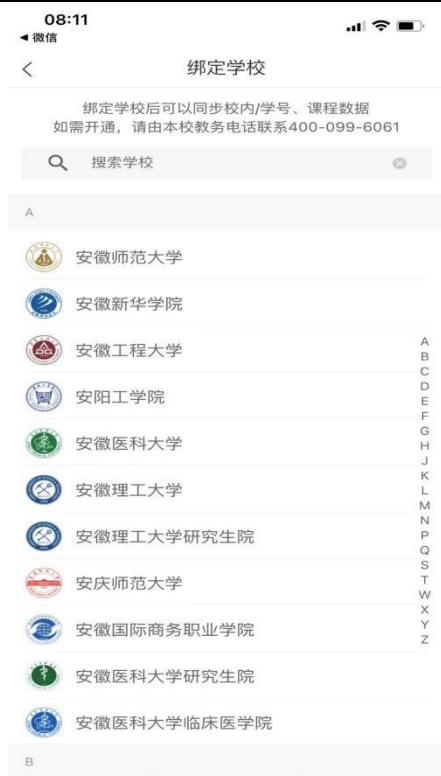 08:11
◀ 微信
绑定学校
绑定学校后可以同步校内/学号、课程数据
如需开通，请由本校教务电话联系400-099-6061
搜索学校
A
安徽师范大学
安徽新华学院
安徽工程大学
安阳工学院
安徽医科大学
安徽理工大学
安徽理工大学研究生院
安庆师范大学
安徽国际商务职业学院
安徽医科大学研究生院
安徽医科大学临床医学院
B
A
B
C
D
E
F
G
H
J
K
L
M
N
P
Q
S
T
W
X
Y
Z